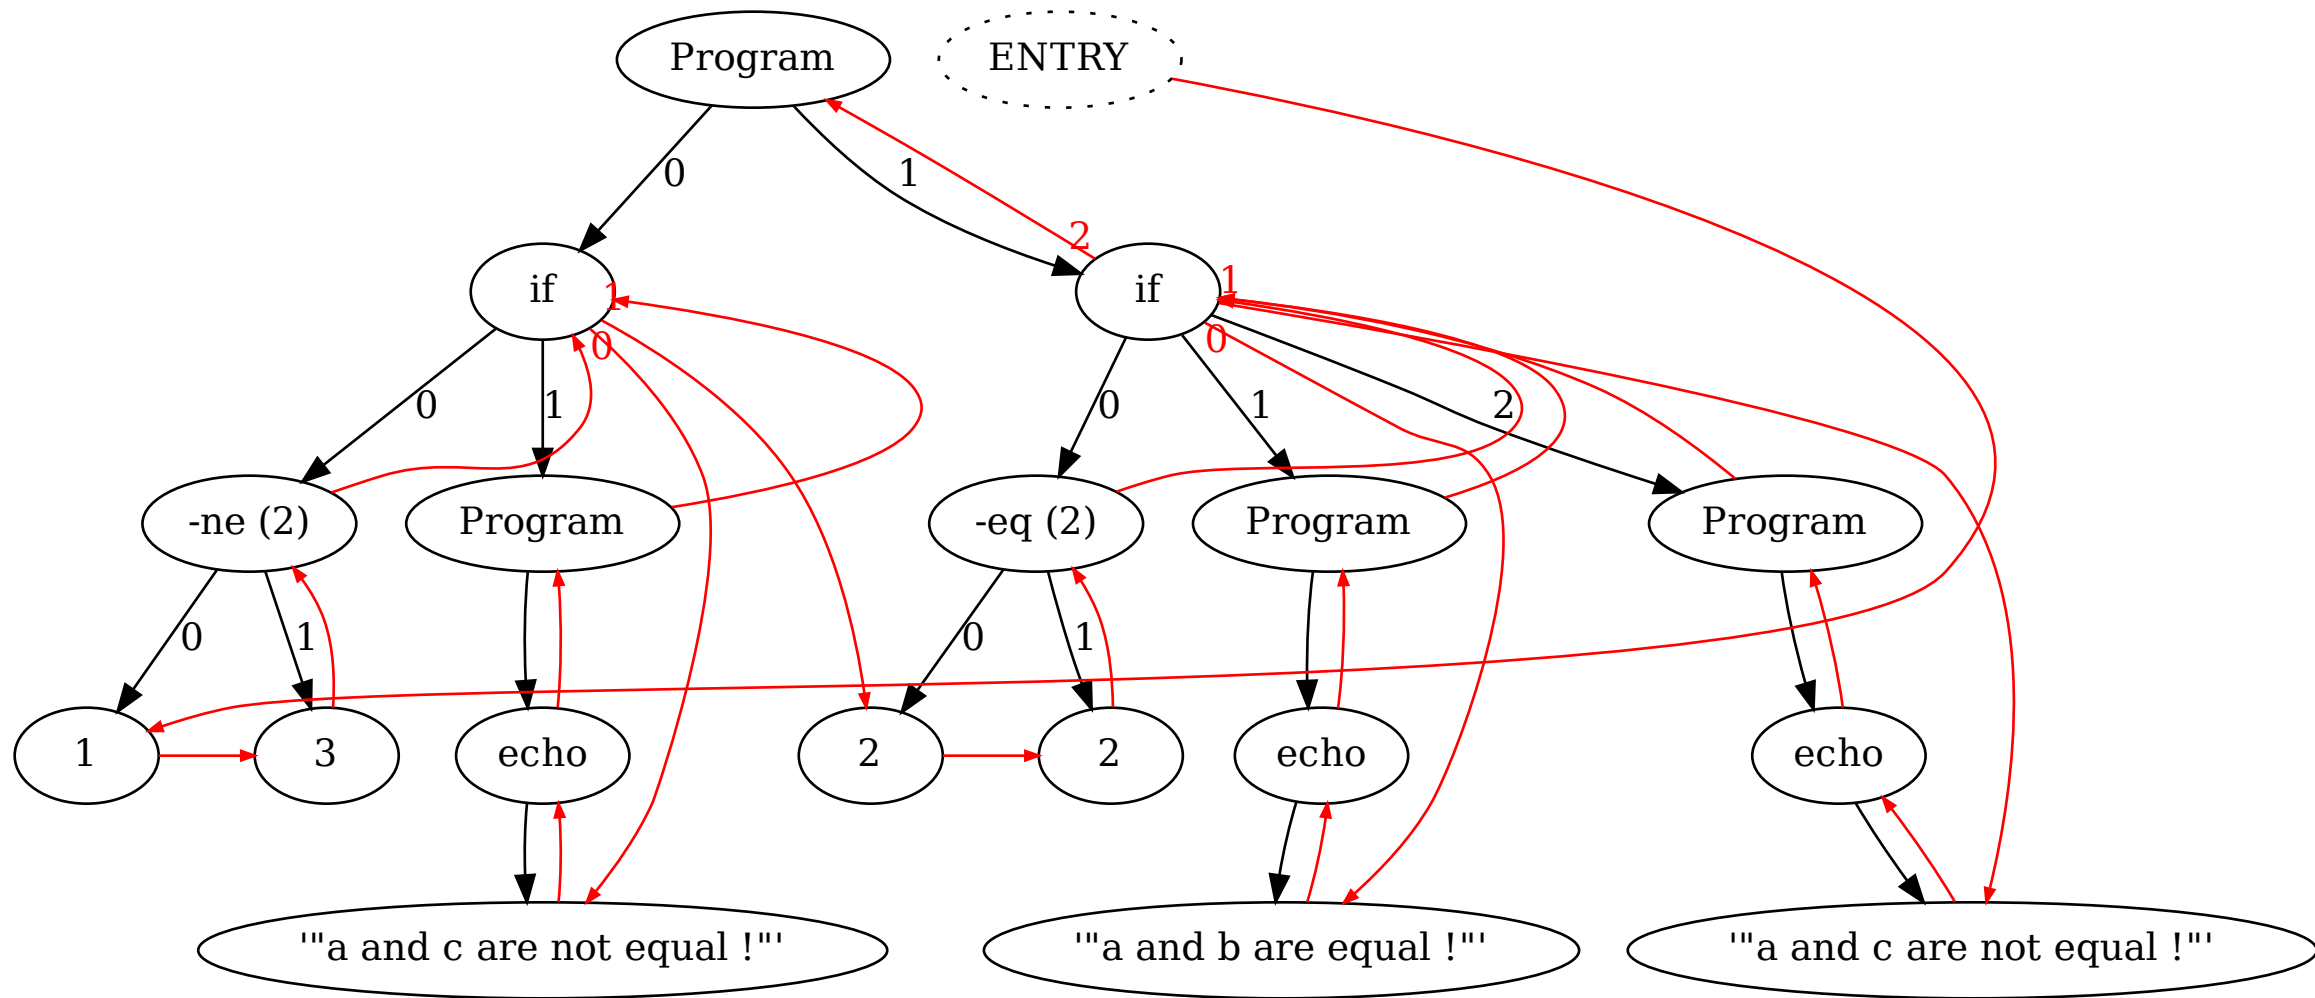 Program
ENTRY
0
1
2
if
1
0
if
1
0
0
1
0
1
2
-ne (2)
Program
-eq (2)
Program
Program
0
1
0
1
1
3
echo
2
2
echo
echo
'"a and c are not equal !"'
'"a and b are equal !"'
'"a and c are not equal !"'